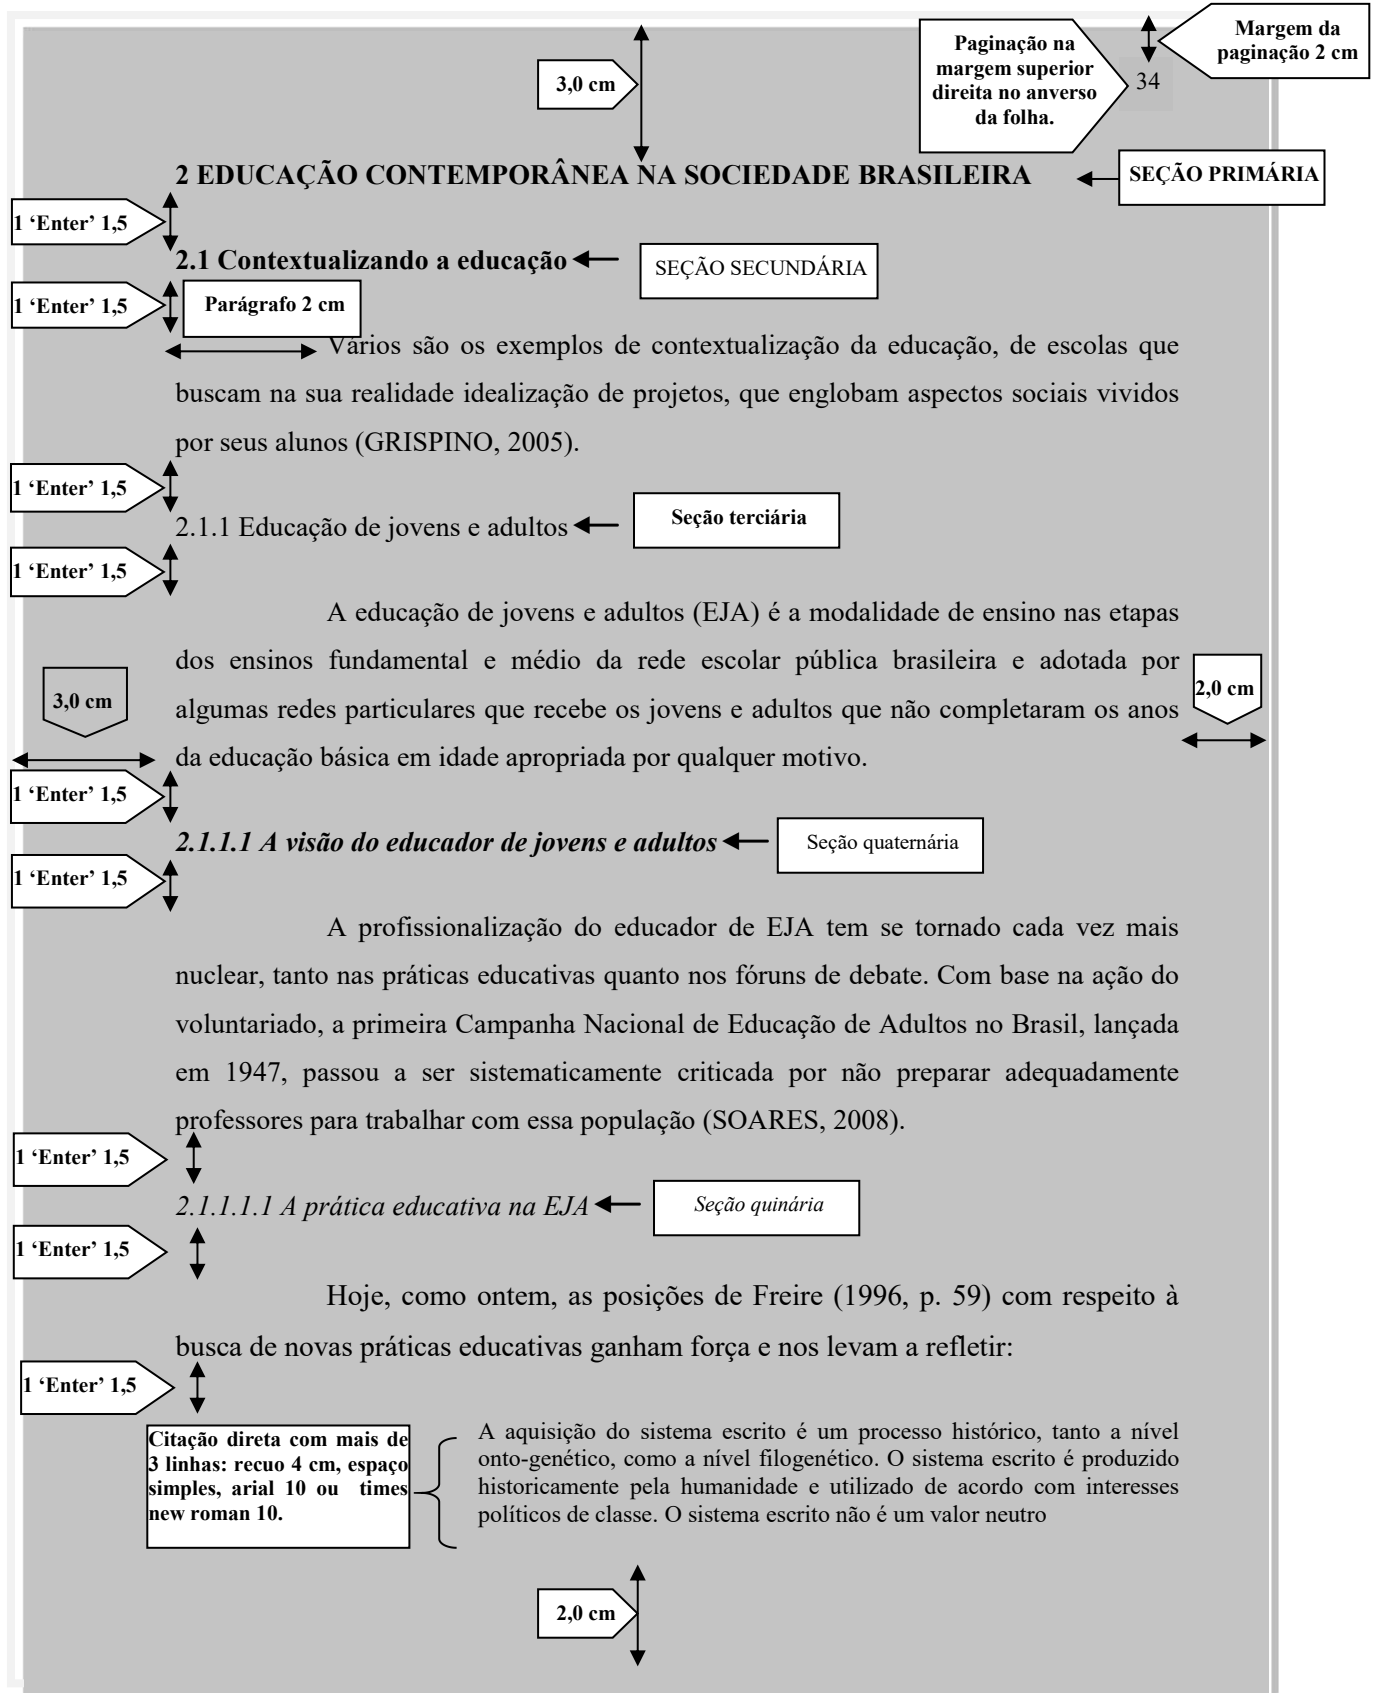 Margem da
paginação 2 cm
Paginação na
margem superior
direita no anverso
da folha.
34
3,0 cm
2 EDUCAÇÃO CONTEMPORÂNEA NA SOCIEDADE BRASILEIRA
SEÇÃO PRIMÁRIA
1 ‘Enter’ 1,5
2.1 Contextualizando a educação
SEÇÃO SECUNDÁRIA
1 ‘Enter’ 1,5
Parágrafo 2 cm
Vários são os exemplos de contextualização da educação, de escolas que
buscam na sua realidade idealização de projetos, que englobam aspectos sociais vividos
por seus alunos (GRISPINO, 2005).
1 ‘Enter’ 1,5
2.1.1 Educação de jovens e adultos
Seção terciária
1 ‘Enter’ 1,5
A educação de jovens e adultos (EJA) é a modalidade de ensino nas etapas
dos ensinos fundamental e médio da rede escolar pública brasileira e adotada por
algumas redes particulares que recebe os jovens e adultos que não completaram os anos
da educação básica em idade apropriada por qualquer motivo.
3,0 cm
2,0 cm
1 ‘Enter’ 1,5
2.1.1.1 A visão do educador de jovens e adultos
Seção quaternária
1 ‘Enter’ 1,5
A profissionalização do educador de EJA tem se tornado cada vez mais
nuclear, tanto nas práticas educativas quanto nos fóruns de debate. Com base na ação do
voluntariado, a primeira Campanha Nacional de Educação de Adultos no Brasil, lançada
em 1947, passou a ser sistematicamente criticada por não preparar adequadamente
professores para trabalhar com essa população (SOARES, 2008).
1 ‘Enter’ 1,5
2.1.1.1.1 A prática educativa na EJA
Seção quinária
1 ‘Enter’ 1,5
Hoje, como ontem, as posições de Freire (1996, p. 59) com respeito à
busca de novas práticas educativas ganham força e nos levam a refletir:
1 ‘Enter’ 1,5
Citação direta com mais de
3 linhas: recuo 4 cm, espaço
simples, arial 10 ou times
new roman 10.
A aquisição do sistema escrito é um processo histórico, tanto a nível
onto-genético, como a nível filogenético. O sistema escrito é produzido
historicamente pela humanidade e utilizado de acordo com interesses
políticos de classe. O sistema escrito não é um valor neutro
2,0 cm